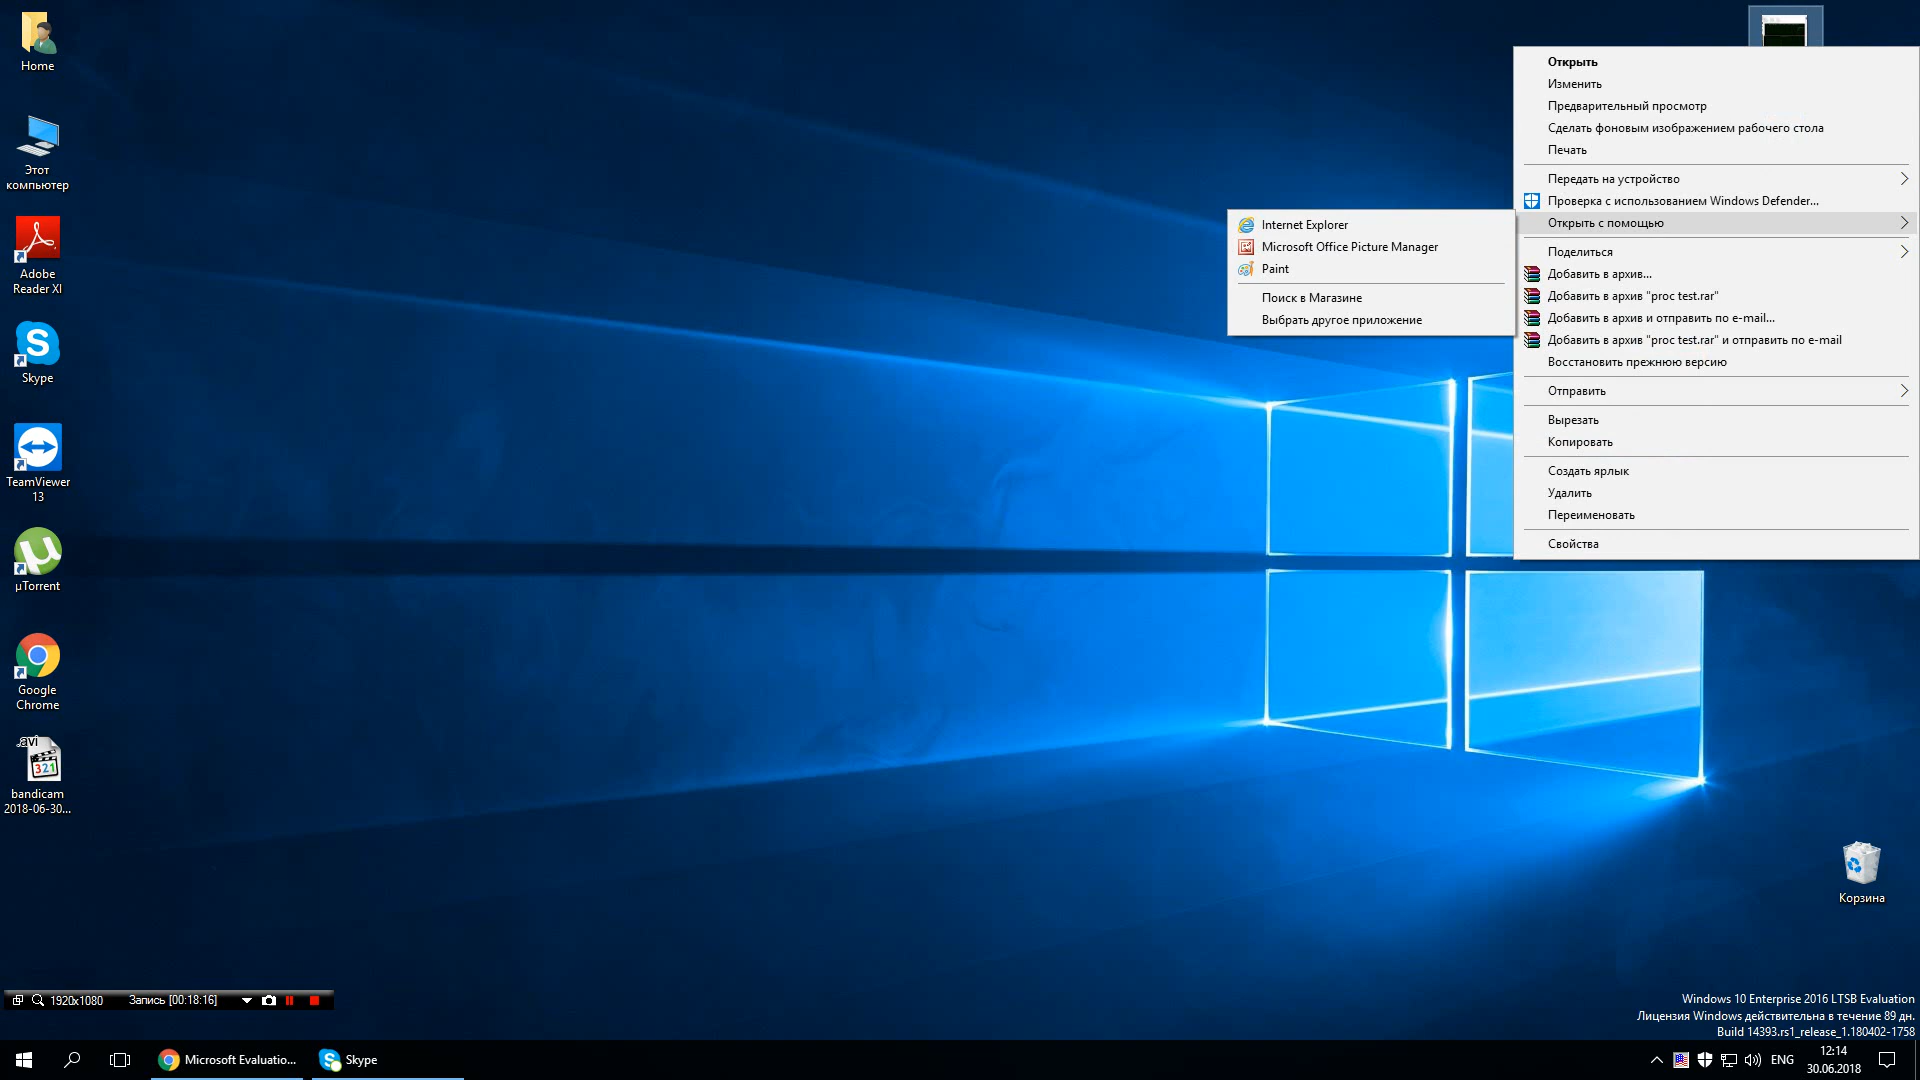 Home
Этот
компьютер
Adobe
Reader XI
Skype
TeamViewer
13
µTorrent
Google
Chrome
.avi
321
bandicam
2018-06-30...
Открыть
Изменить
Предварительный просмотр
Сделать фоновым изображением рабочего стола
Печать
Передать на устройство
Проверка с использованием Windows Defender...
Открыть с помощью
Поделиться
Добавить в архив...
Добавить в архив "proc test.rar"
Добавить в архив и отправить по e-mail...
Добавить в архив "proc test.rar" и отправить по e-mail
Восстановить прежнюю версию
Отправить
Вырезать
Копировать
Создать ярлык
Удалить
Переименовать
Свойства
Internet Explorer
Microsoft Office Picture Manager
Paint
Поиск в Магазине
Выбрать другое приложение
Корзина
1920x1080 Запись [00:18:16]
Windows 10 Enterprise 2016 LTSB Evaluation
Лицензия Windows действительна в течение 89 дн.
Build 14393.rs1_release_1.180402-1758
Microsoft Evaluatio...
Skype
ENG
12:14
30.06.2018